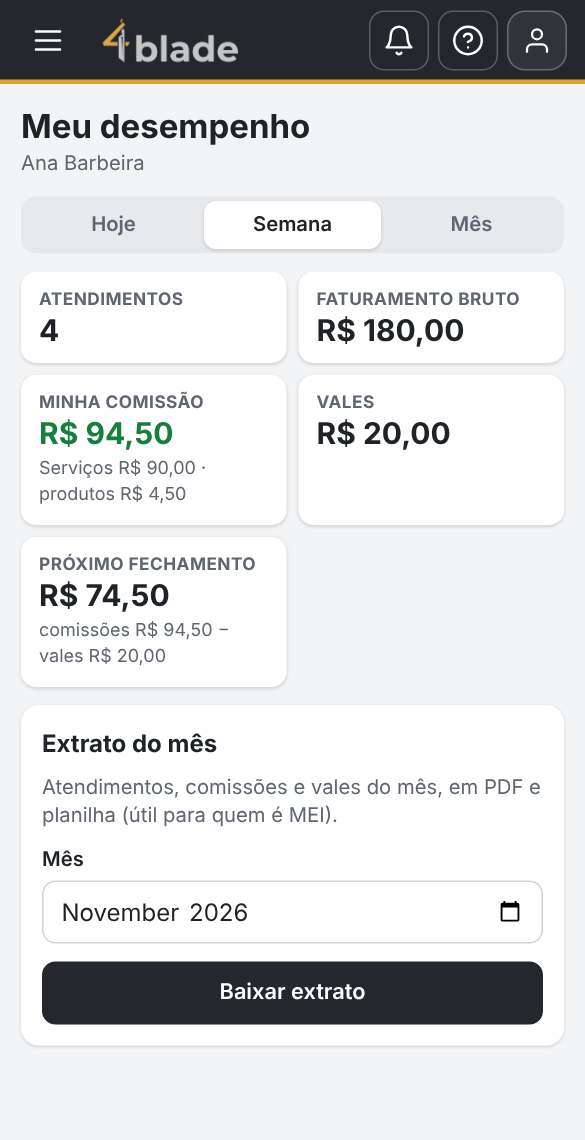 4blade
Meu desempenho
Ana Barbeira
Hoje
Semana
Mês
ATENDIMENTOS
4
FATURAMENTO BRUTO
R$ 180,00
MINHA COMISSÃO
R$ 94,50
Serviços R$ 90,00 ·
produtos R$ 4,50
VALES
R$ 20,00
PRÓXIMO FECHAMENTO
R$ 74,50
comissões R$ 94,50 −
vales R$ 20,00
Extrato do mês
Atendimentos, comissões e vales do mês, em PDF e
planilha (útil para quem é MEI).
Mês
November 2026
Baixar extrato